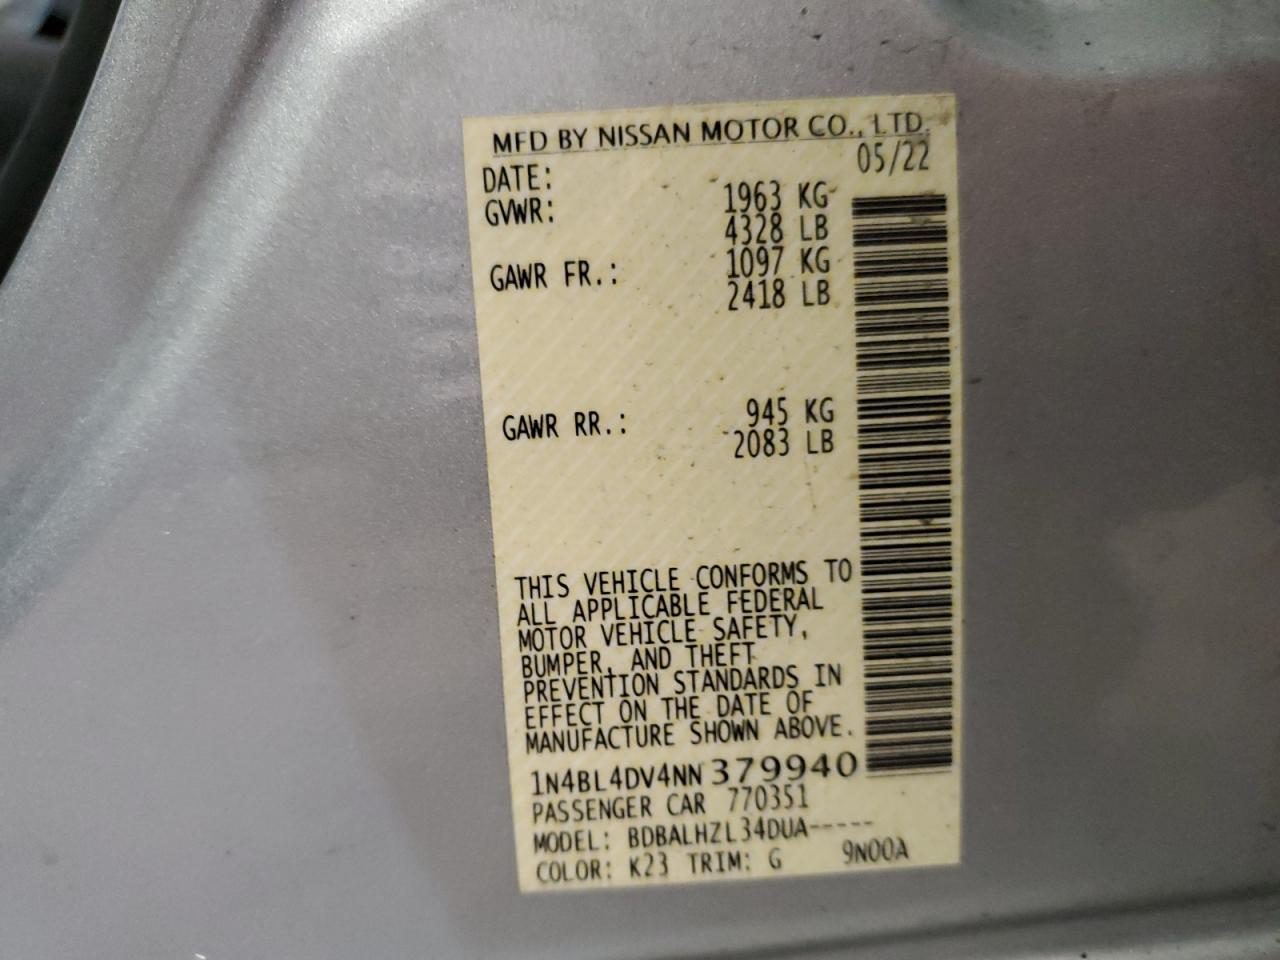 MFD BY NISSAN MOTOR CO., LTD.
DATE: 05/22
GVWR: 1963 KG
4328 LB
GAWR FR.: 1097 KG
2418 LB
GAWR RR.: 945 KG
2083 LB
THIS VEHICLE CONFORMS TO
ALL APPLICABLE FEDERAL
MOTOR VEHICLE SAFETY,
BUMPER, AND THEFT
PREVENTION STANDARDS IN
EFFECT ON THE DATE OF
MANUFACTURE SHOWN ABOVE.
1N4BL4DV4NN379940
PASSENGER CAR 770351
MODEL: BDBALHZL34DUA-----
COLOR: K23 TRIM: G 9N00A